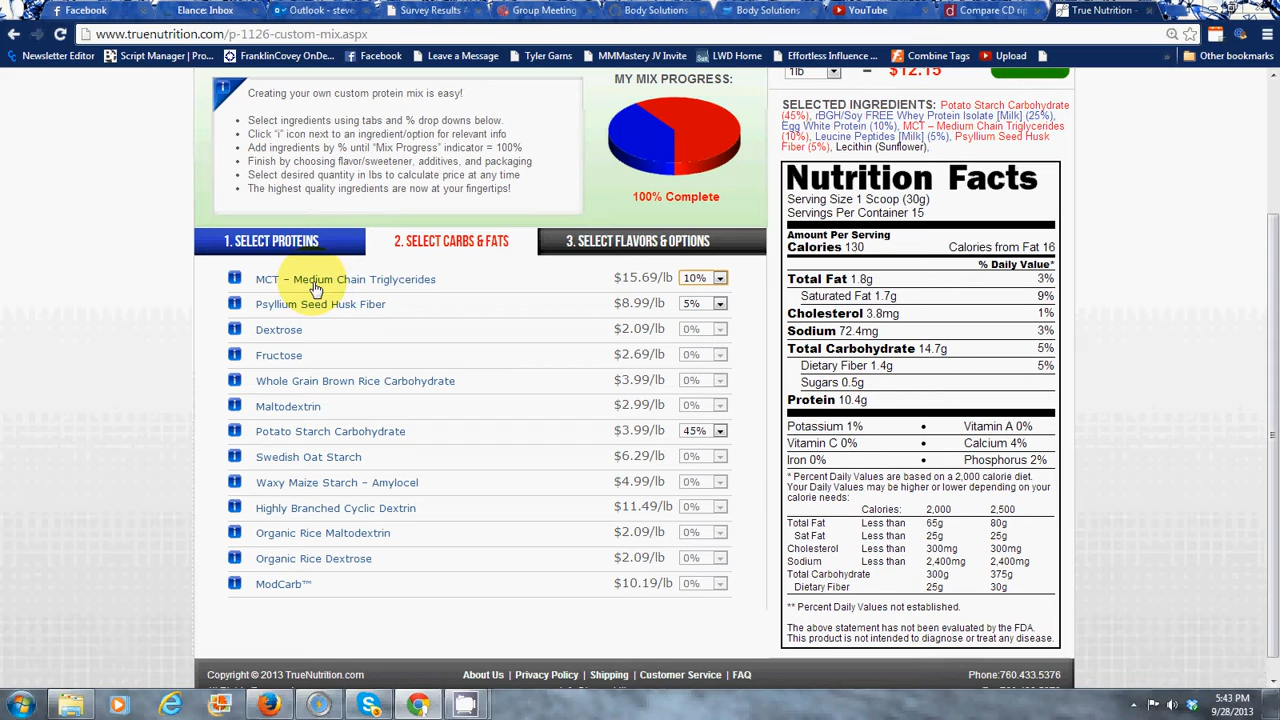 Facebook
Elance: Inbox
Outlook - steve
Survey Results
Group Meeting
Body Solutions
Body Solutions
YouTube
Compare CD rip
True Nutrition -
www.truenutrition.com/p-1126-custom-mix.aspx
Newsletter Editor
Script Manager | Pro...
FranklinCovey OnDe...
Facebook
Leave a Message
Tyler Garns
MMMastery JV Invite
LWD Home
Effortless Influence ...
Combine Tags
Upload
»
Other bookmarks
Creating your own custom protein mix is easy!
• Select ingredients using tabs and % drop downs below.
• Click "i" icon next to an ingredient/option for relevant info
• Add ingredients by % until "Mix Progress" indicator = 100%
• Finish by choosing flavor/sweetener, additives, and packaging
• Select desired quantity in lbs to calculate price at any time
• The highest quality ingredients are now at your fingertips!
MY MIX PROGRESS:
100% Complete
1lb = $12.15
SELECTED INGREDIENTS: Potato Starch Carbohydrate
(45%), rBGH/Soy FREE Whey Protein Isolate [Milk] (25%),
Egg White Protein (10%), MCT – Medium Chain Triglycerides
(10%), Leucine Peptides [Milk] (5%), Psyllium Seed Husk
Fiber (5%), Lecithin (Sunflower),
1. SELECT PROTEINS
2. SELECT CARBS & FATS
3. SELECT FLAVORS & OPTIONS
MCT – Medium Chain Triglycerides $15.69/lb 10%
Psyllium Seed Husk Fiber $8.99/lb 5%
Dextrose $2.09/lb 0%
Fructose $2.69/lb 0%
Whole Grain Brown Rice Carbohydrate $3.99/lb 0%
Maltodextrin $2.99/lb 0%
Potato Starch Carbohydrate $3.99/lb 45%
Swedish Oat Starch $6.29/lb 0%
Waxy Maize Starch – Amylocel $4.99/lb 0%
Highly Branched Cyclic Dextrin $11.49/lb 0%
Organic Rice Maltodextrin $2.09/lb 0%
Organic Rice Dextrose $2.09/lb 0%
ModCarb™ $10.19/lb 0%
Nutrition Facts
Serving Size 1 Scoop (30g)
Servings Per Container 15
Amount Per Serving
Calories 130 Calories from Fat 16
% Daily Value*
Total Fat 1.8g 3%
Saturated Fat 1.7g 9%
Cholesterol 3.8mg 1%
Sodium 72.4mg 3%
Total Carbohydrate 14.7g 5%
Dietary Fiber 1.4g 5%
Sugars 0.5g
Protein 10.4g
Potassium 1% • Vitamin A 0%
Vitamin C 0% • Calcium 4%
Iron 0% • Phosphorus 2%
* Percent Daily Values are based on a 2,000 calorie diet.
Your Daily Values may be higher or lower depending on your
calorie needs:
Calories: 2,000 2,500
Total Fat Less than 65g 80g
Sat Fat Less than 25g 25g
Cholesterol Less than 300mg 300mg
Sodium Less than 2,400mg 2,400mg
Total Carbohydrate 300g 375g
Dietary Fiber 25g 30g
** Percent Daily Values not established.
The above statement has not been evaluated by the FDA.
This product is not intended to diagnose or treat any disease.
Copyright © 2013 TrueNutrition.com
About Us | Privacy Policy | Shipping | Customer Service | FAQ
Phone:760.433.5376
5:43 PM
9/28/2013